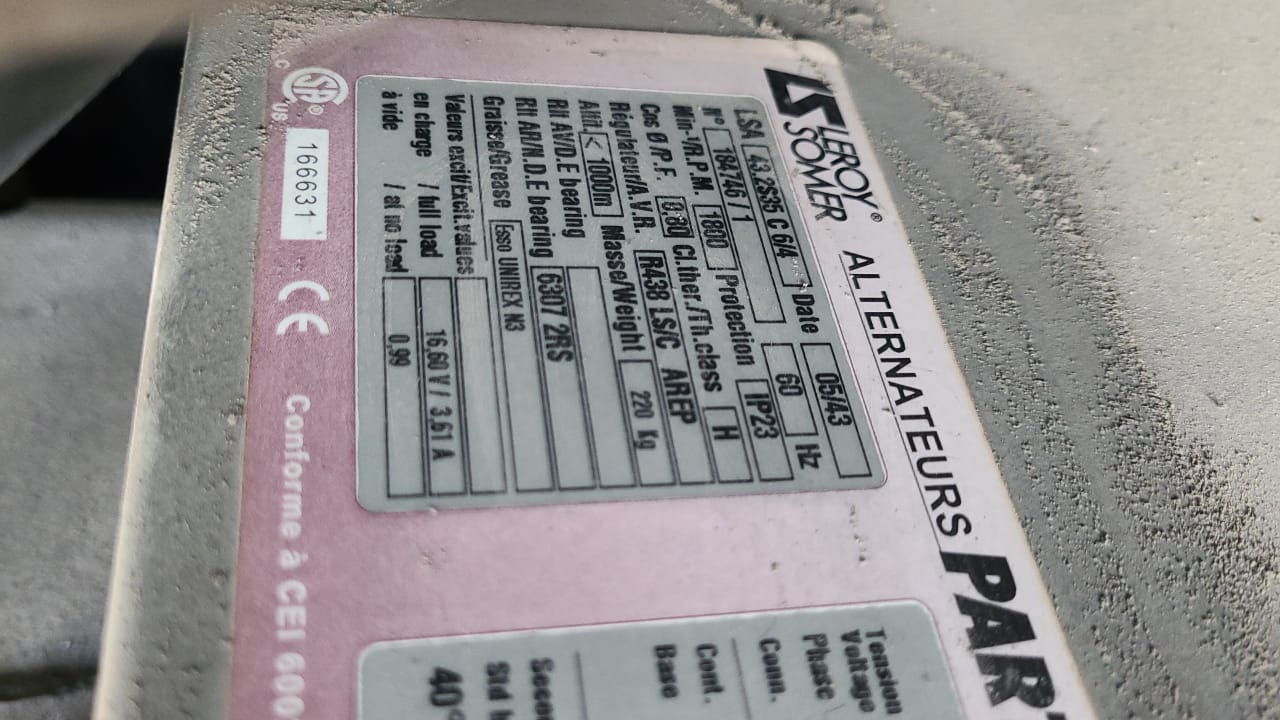 LS LEROY® SOMER
ALTERNATEURS PAR
LSA 43.2S35 C 6/4 Date 05/43
N° 184746/1 60 Hz
Min-1/R.P.M. 1800 Protection IP23
Cos Ø/P.F. 0.80 Cl.ther./Th.class H
Régulateur/A.V.R. R438 LS/C AREP
Altit < 1000m Masse/Weight 220 Kg
Rlt AV/D.E bearing
Rlt AR/N.D.E bearing 6307 2RS
Graisse/Grease Esso UNIREX N3
Valeurs excit/Excit.values
en charge / full load 16,60 V / 3,61 A
à vide / at no load 0.99
Tension
Voltage
Phase
Conn.
Cont.
Base
Std
40°
C SA® US
166631
CE Conforme à CEI 600